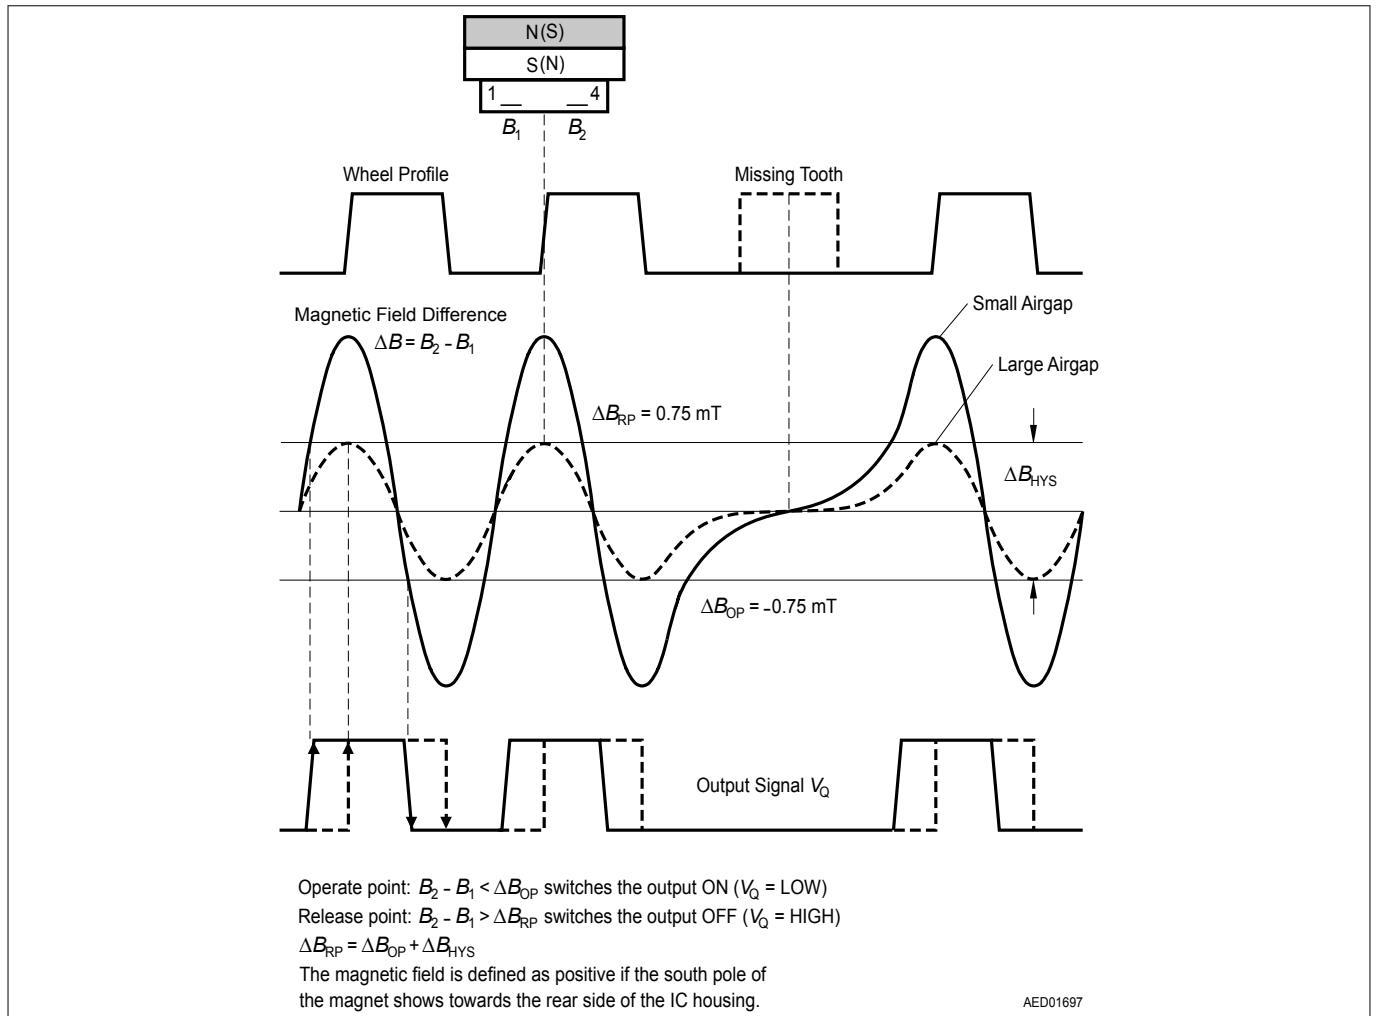 N(S)
S(N)
1 4
B1 B2
Wheel Profile
Missing Tooth
Magnetic Field Difference
ΔB = B2 - B1
Small Airgap
Large Airgap
ΔBRP = 0.75 mT
ΔBHYS
ΔBOP = -0.75 mT
Output Signal VQ
Operate point: B2 - B1 < ΔBOP switches the output ON (VQ = LOW)
Release point: B2 - B1 > ΔBRP switches the output OFF (VQ = HIGH)
ΔBRP = ΔBOP + ΔBHYS
The magnetic field is defined as positive if the south pole of
the magnet shows towards the rear side of the IC housing.
AED01697